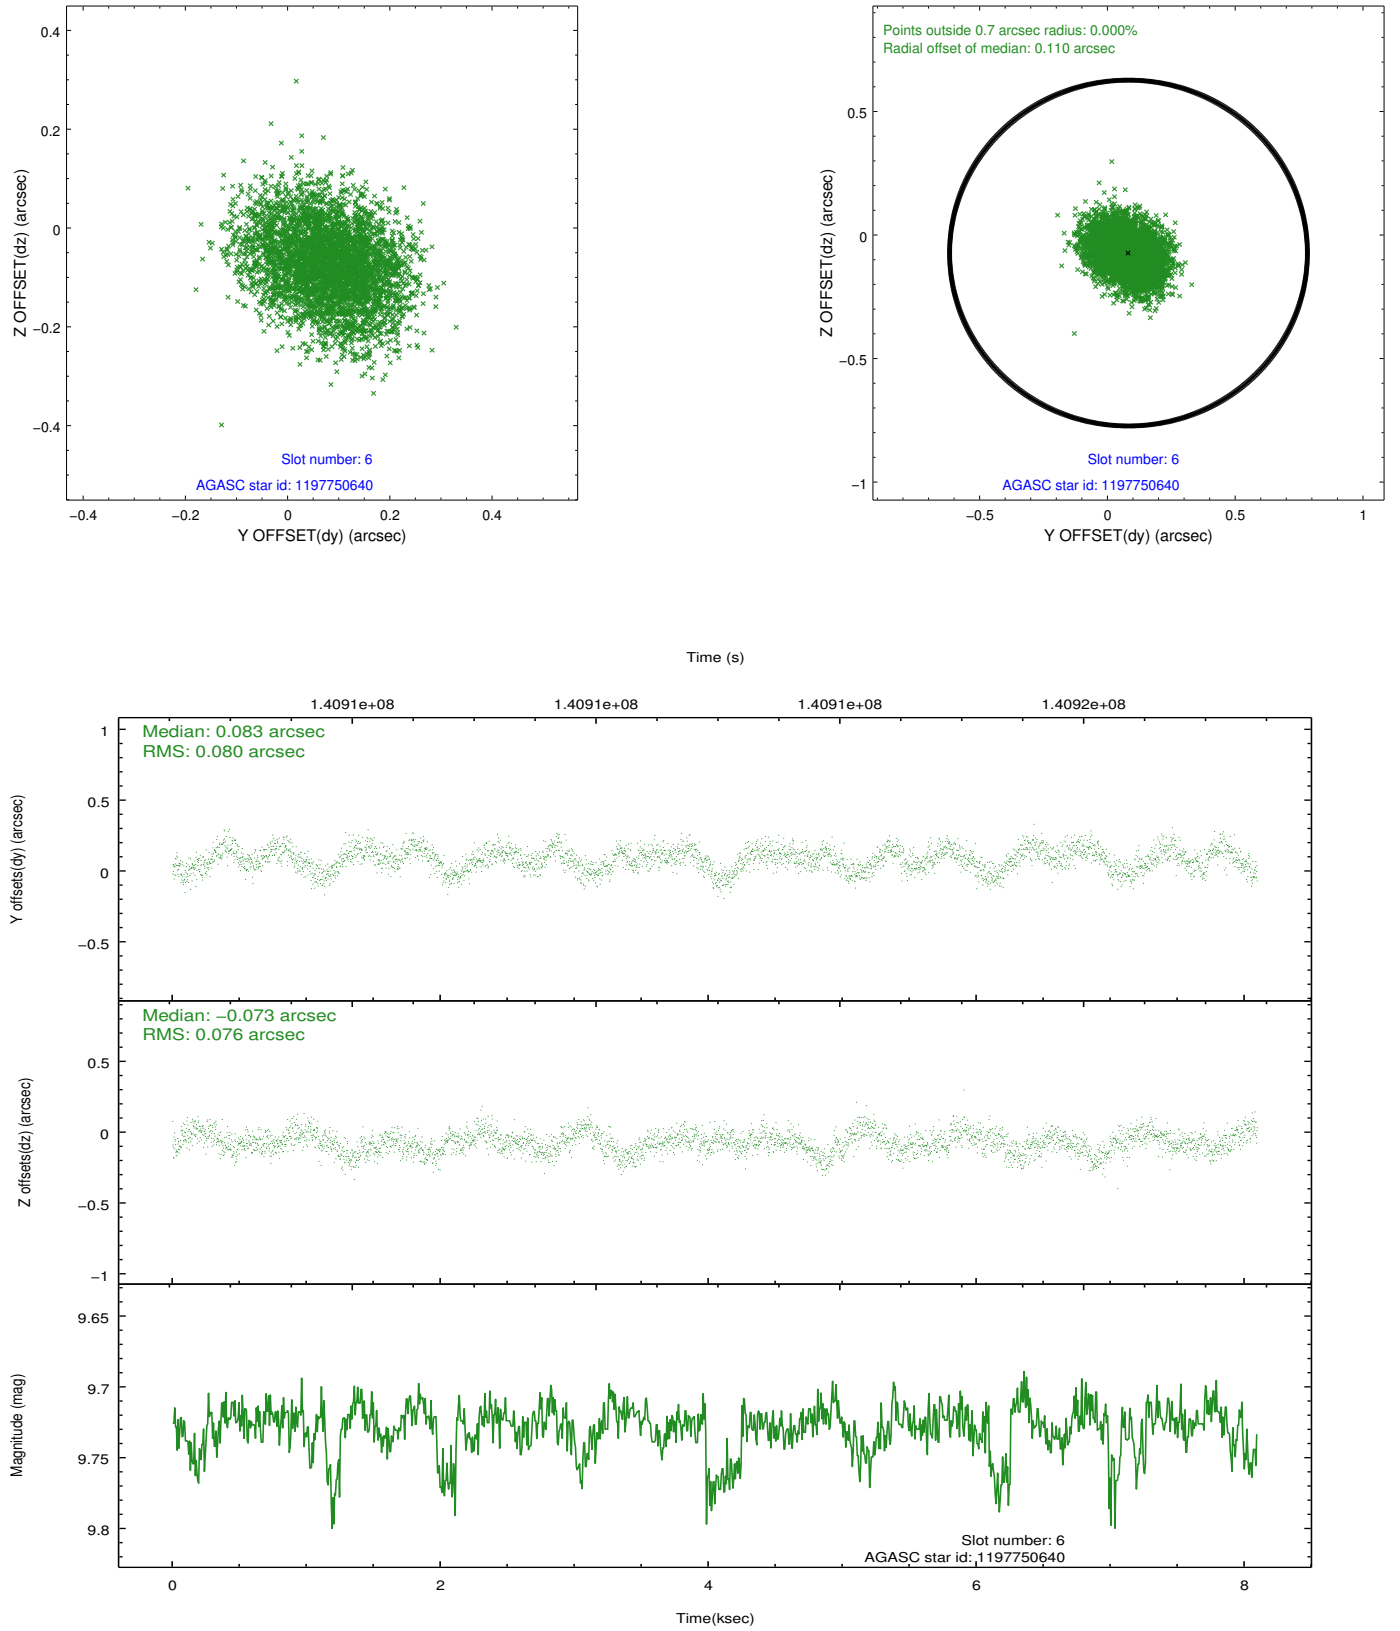 0.4
0.2
0
−0.2
−0.4
Z OFFSET(dz) (arcsec)
Slot number: 6
AGASC star id: 1197750640
−0.4 −0.2 0 0.2 0.4
Y OFFSET(dy) (arcsec)
Points outside 0.7 arcsec radius: 0.000%
Radial offset of median: 0.110 arcsec
0.5
0
−0.5
−1
Z OFFSET(dz) (arcsec)
Slot number: 6
AGASC star id: 1197750640
−0.5 0 0.5 1
Y OFFSET(dy) (arcsec)
Time (s)
1.4091e+08 1.4091e+08 1.4091e+08 1.4092e+08
Median: 0.083 arcsec
RMS: 0.080 arcsec
1
0.5
0
−0.5
Y offsets(dy) (arcsec)
Median: −0.073 arcsec
RMS: 0.076 arcsec
0.5
0
−0.5
−1
Z offsets(dz) (arcsec)
9.65
9.7
9.75
9.8
Magnitude (mag)
Slot number: 6
AGASC star id: 1197750640
0 2 4 6 8
Time(ksec)